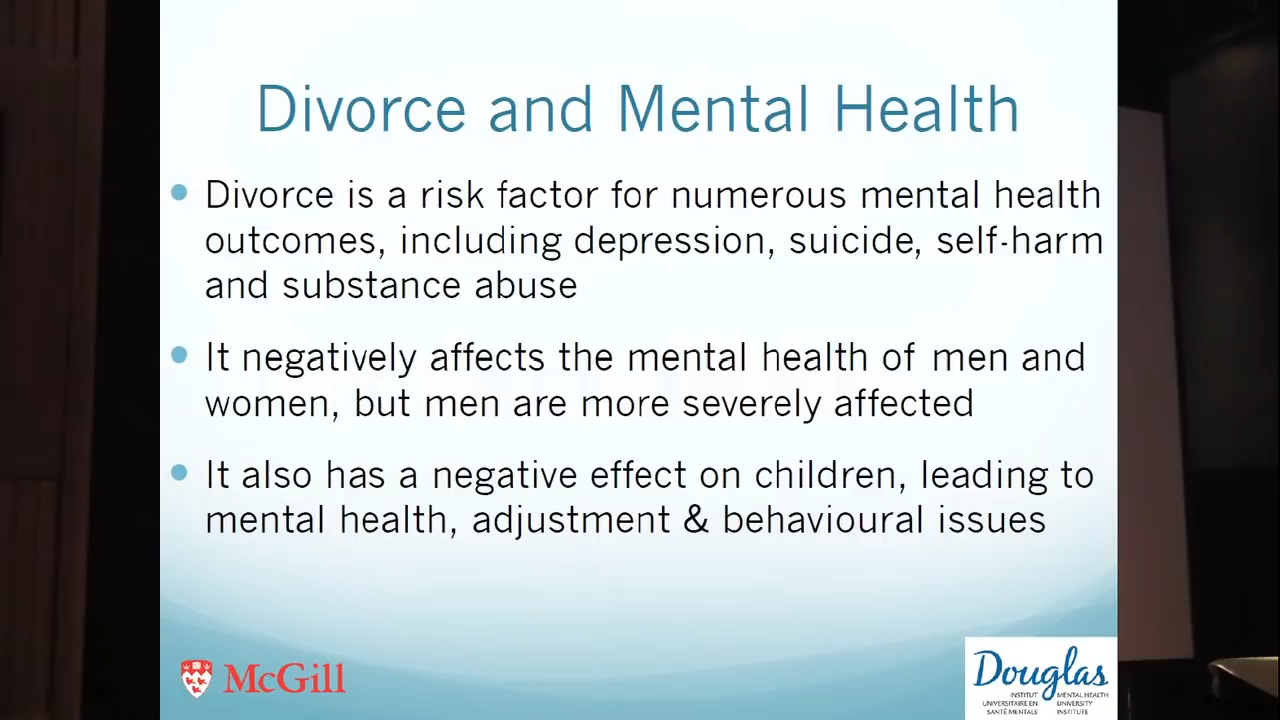 Divorce and Mental Health
• Divorce is a risk factor for numerous mental health
outcomes, including depression, suicide, self-harm
and substance abuse
• It negatively affects the mental health of men and
women, but men are more severely affected
• It also has a negative effect on children, leading to
mental health, adjustment & behavioural issues
McGill
Douglas
INSTITUT
UNIVERSITAIRE EN
SANTÉ MENTALE
MENTAL HEALTH
UNIVERSITY
INSTITUTE